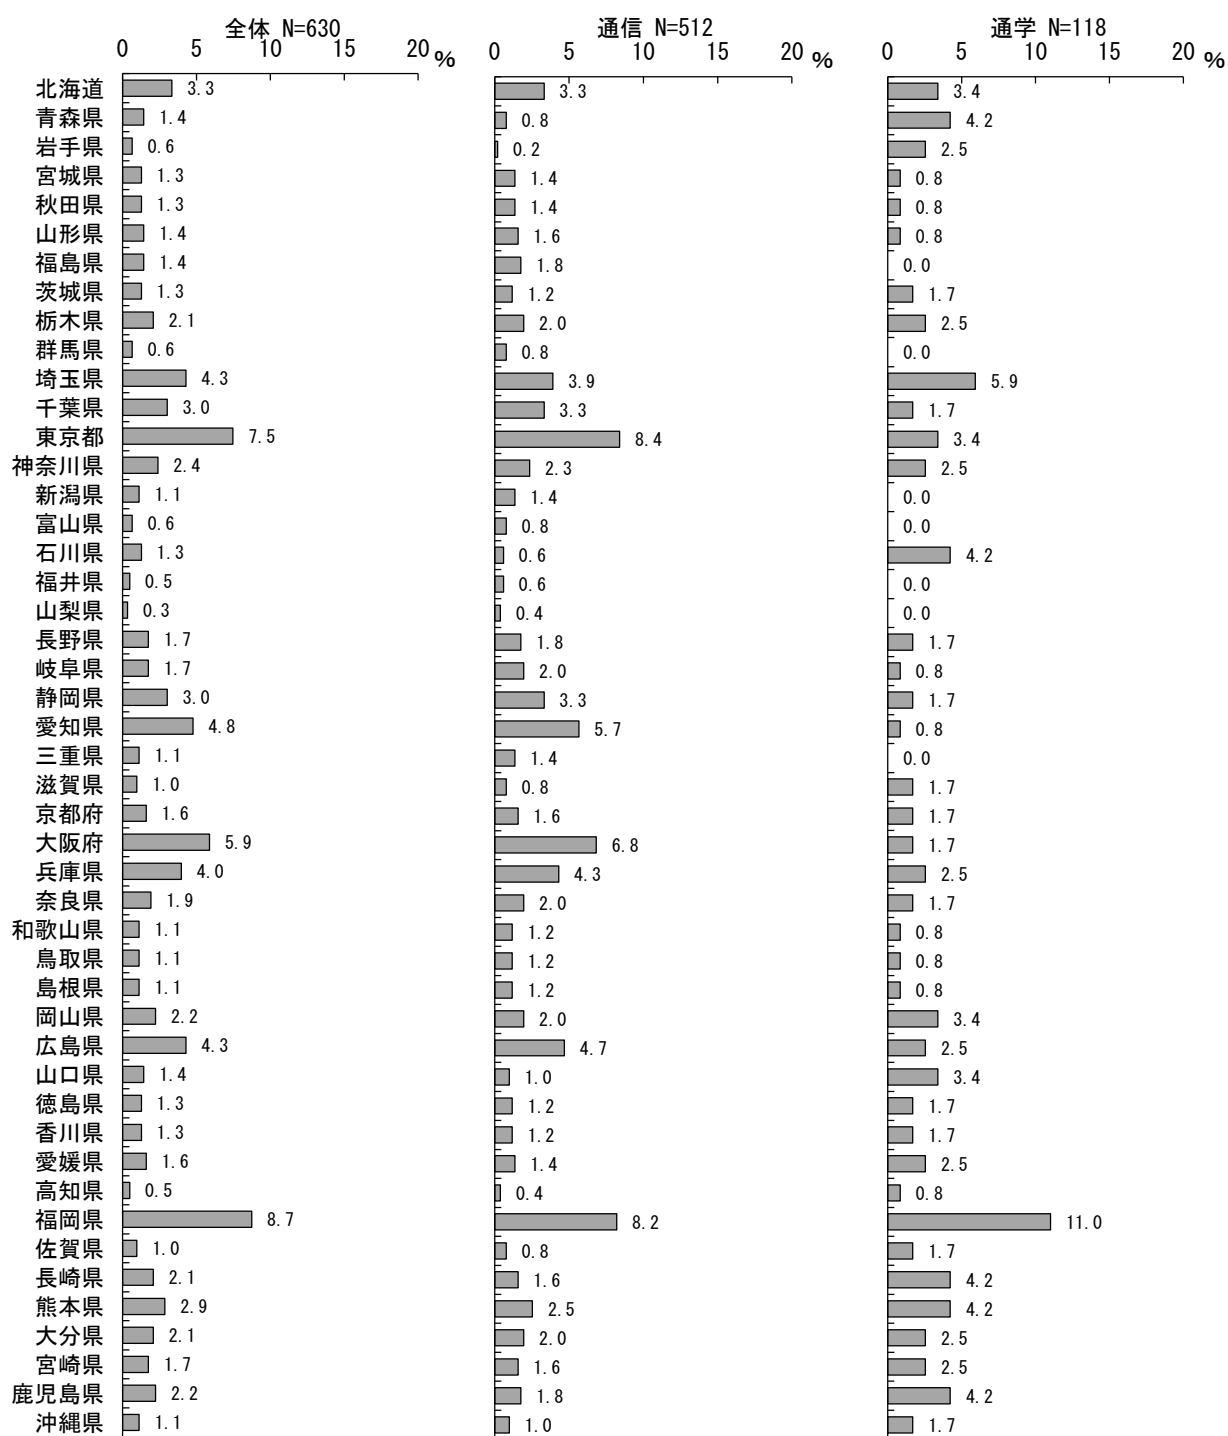 全体 N=630 通信 N=512 通学 N=118
0 5 10 15 20 % 0 5 10 15 20 % 0 5 10 15 20 %
北海道 3.3 3.3 3.4
青森県 1.4 0.8 4.2
岩手県 0.6 0.2 2.5
宮城県 1.3 1.4 0.8
秋田県 1.3 1.4 0.8
山形県 1.4 1.6 0.8
福島県 1.4 1.8 0.0
茨城県 1.3 1.2 1.7
栃木県 2.1 2.0 2.5
群馬県 0.6 0.8 0.0
埼玉県 4.3 3.9 5.9
千葉県 3.0 3.3 1.7
東京都 7.5 8.4 3.4
神奈川県 2.4 2.3 2.5
新潟県 1.1 1.4 0.0
富山県 0.6 0.8 0.0
石川県 1.3 0.6 4.2
福井県 0.5 0.6 0.0
山梨県 0.3 0.4 0.0
長野県 1.7 1.8 1.7
岐阜県 1.7 2.0 0.8
静岡県 3.0 3.3 1.7
愛知県 4.8 5.7 0.8
三重県 1.1 1.4 0.0
滋賀県 1.0 0.8 1.7
京都府 1.6 1.6 1.7
大阪府 5.9 6.8 1.7
兵庫県 4.0 4.3 2.5
奈良県 1.9 2.0 1.7
和歌山県 1.1 1.2 0.8
鳥取県 1.1 1.2 0.8
島根県 1.1 1.2 0.8
岡山県 2.2 2.0 3.4
広島県 4.3 4.7 2.5
山口県 1.4 1.0 3.4
徳島県 1.3 1.2 1.7
香川県 1.3 1.2 1.7
愛媛県 1.6 1.4 2.5
高知県 0.5 0.4 0.8
福岡県 8.7 8.2 11.0
佐賀県 1.0 0.8 1.7
長崎県 2.1 1.6 4.2
熊本県 2.9 2.5 4.2
大分県 2.1 2.0 2.5
宮崎県 1.7 1.6 2.5
鹿児島県 2.2 1.8 4.2
沖縄県 1.1 1.0 1.7